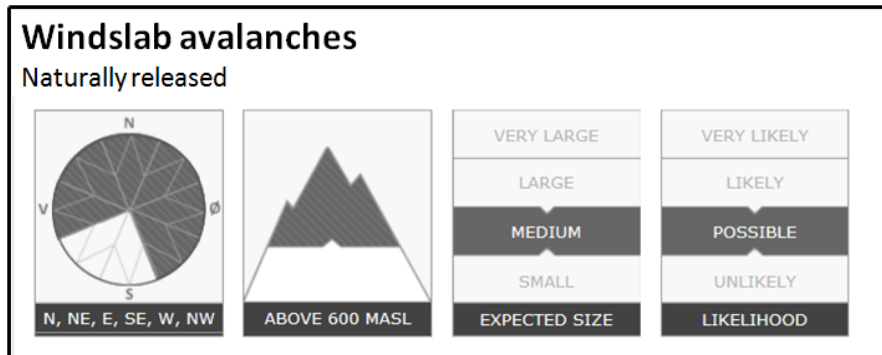 Windslab avalanches
Naturally released
N
V
Ø
S
N, NE, E, SE, W, NW
ABOVE 600 MASL
VERY LARGE
LARGE
MEDIUM
SMALL
EXPECTED SIZE
VERY LIKELY
LIKELY
POSSIBLE
UNLIKELY
LIKELIHOOD